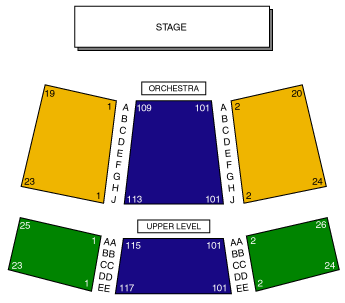 STAGE
ORCHESTRA
19 1 A 109 101 A 2 20
B B
C C
D D
E E
F F
G G
23 H H 24
1 J 113 101 J 2
UPPER LEVEL
25 26
1 AA 115 101 AA 2
BB BB
23 CC CC 24
DD DD
1 EE 117 101 EE 2